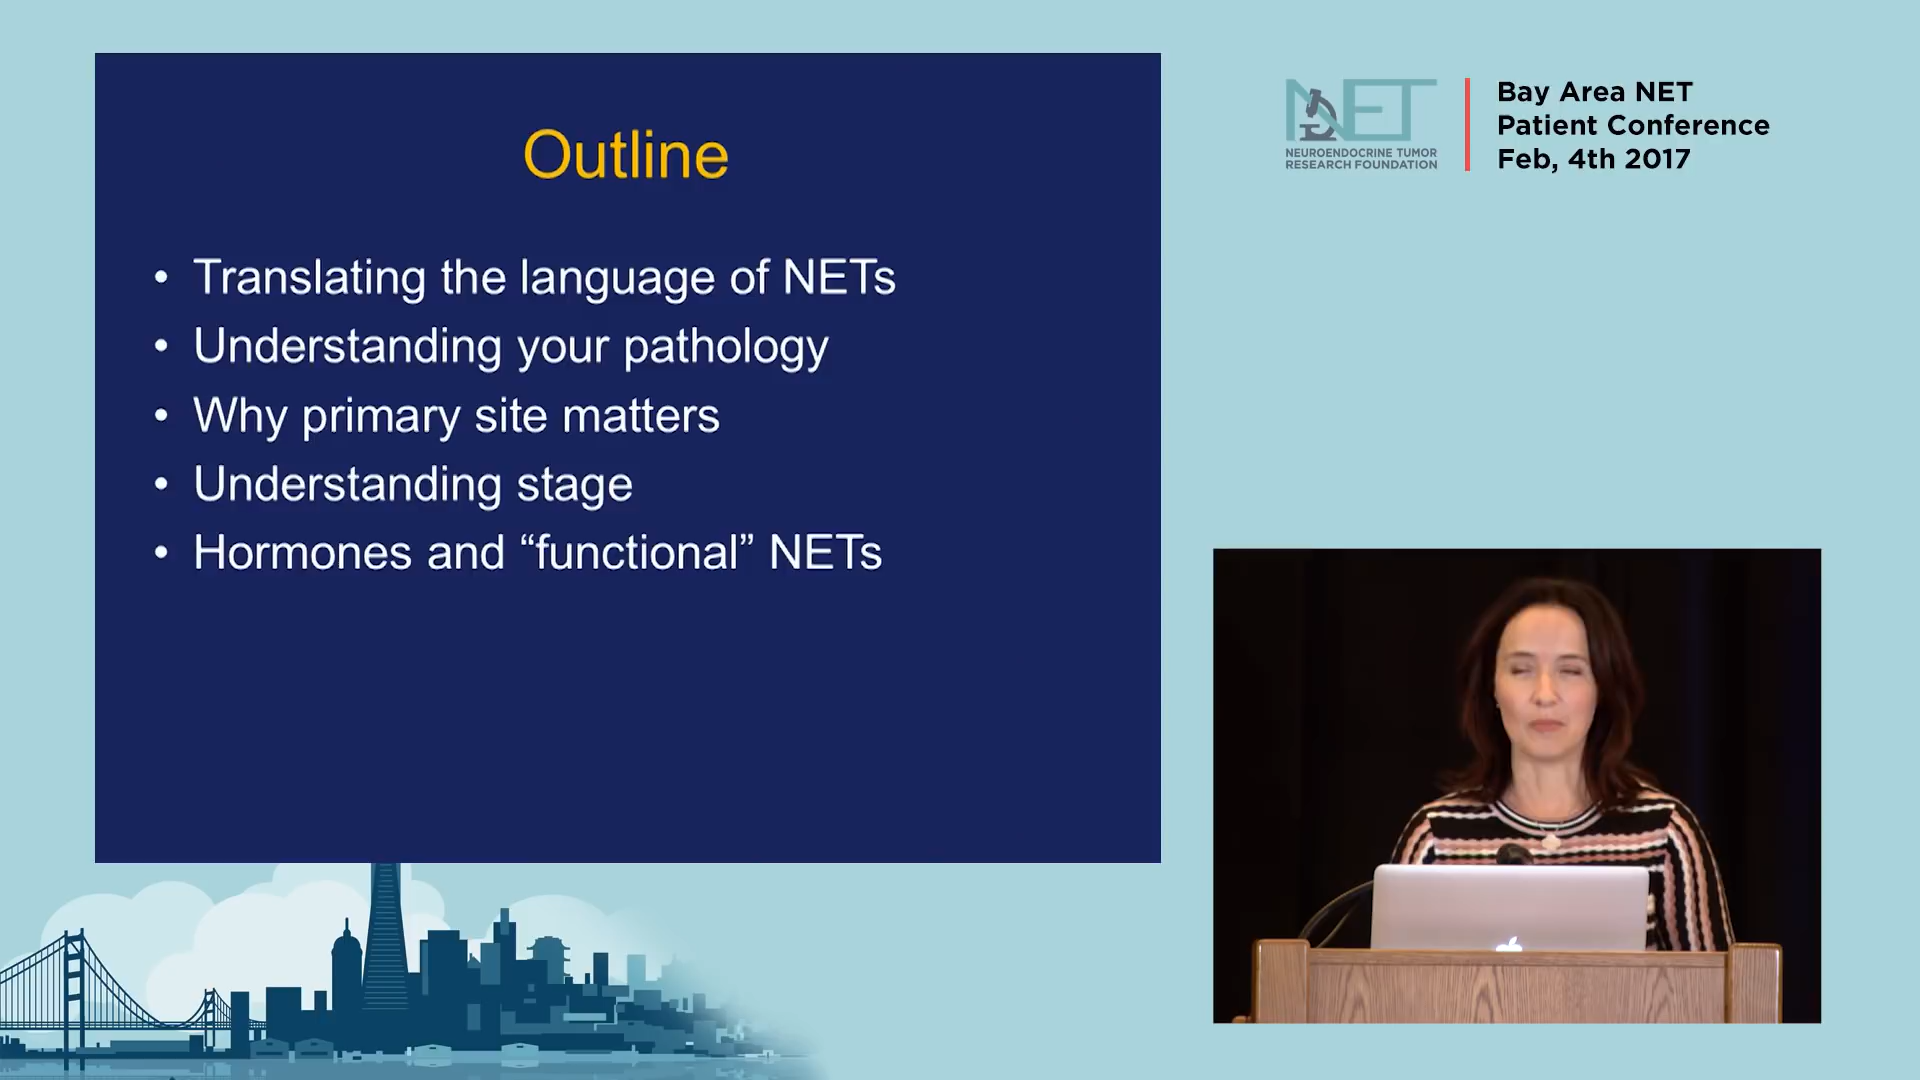 Outline
• Translating the language of NETs
• Understanding your pathology
• Why primary site matters
• Understanding stage
• Hormones and “functional” NETs
NET
NEUROENDOCRINE TUMOR
RESEARCH FOUNDATION
Bay Area NET
Patient Conference
Feb, 4th 2017